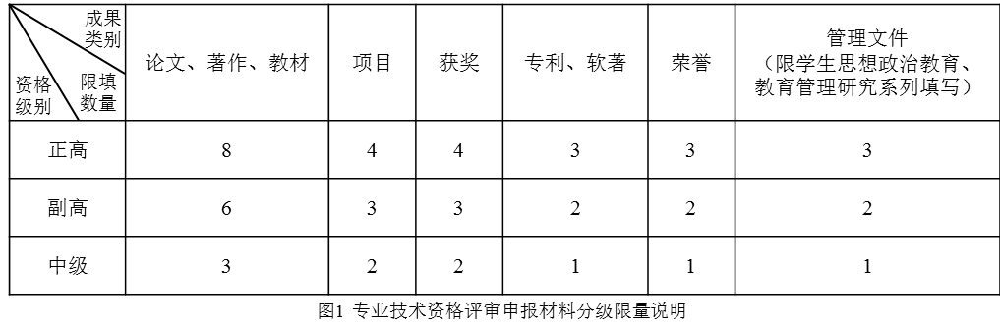 成果
类别
资格
级别
限填
数量
论文、著作、教材
项目
获奖
专利、软著
荣誉
管理文件
（限学生思想政治教育、
教育管理研究系列填写）
正高
8
4
4
3
3
3
副高
6
3
3
2
2
2
中级
3
2
2
1
1
1
图1 专业技术资格评审申报材料分级限量说明